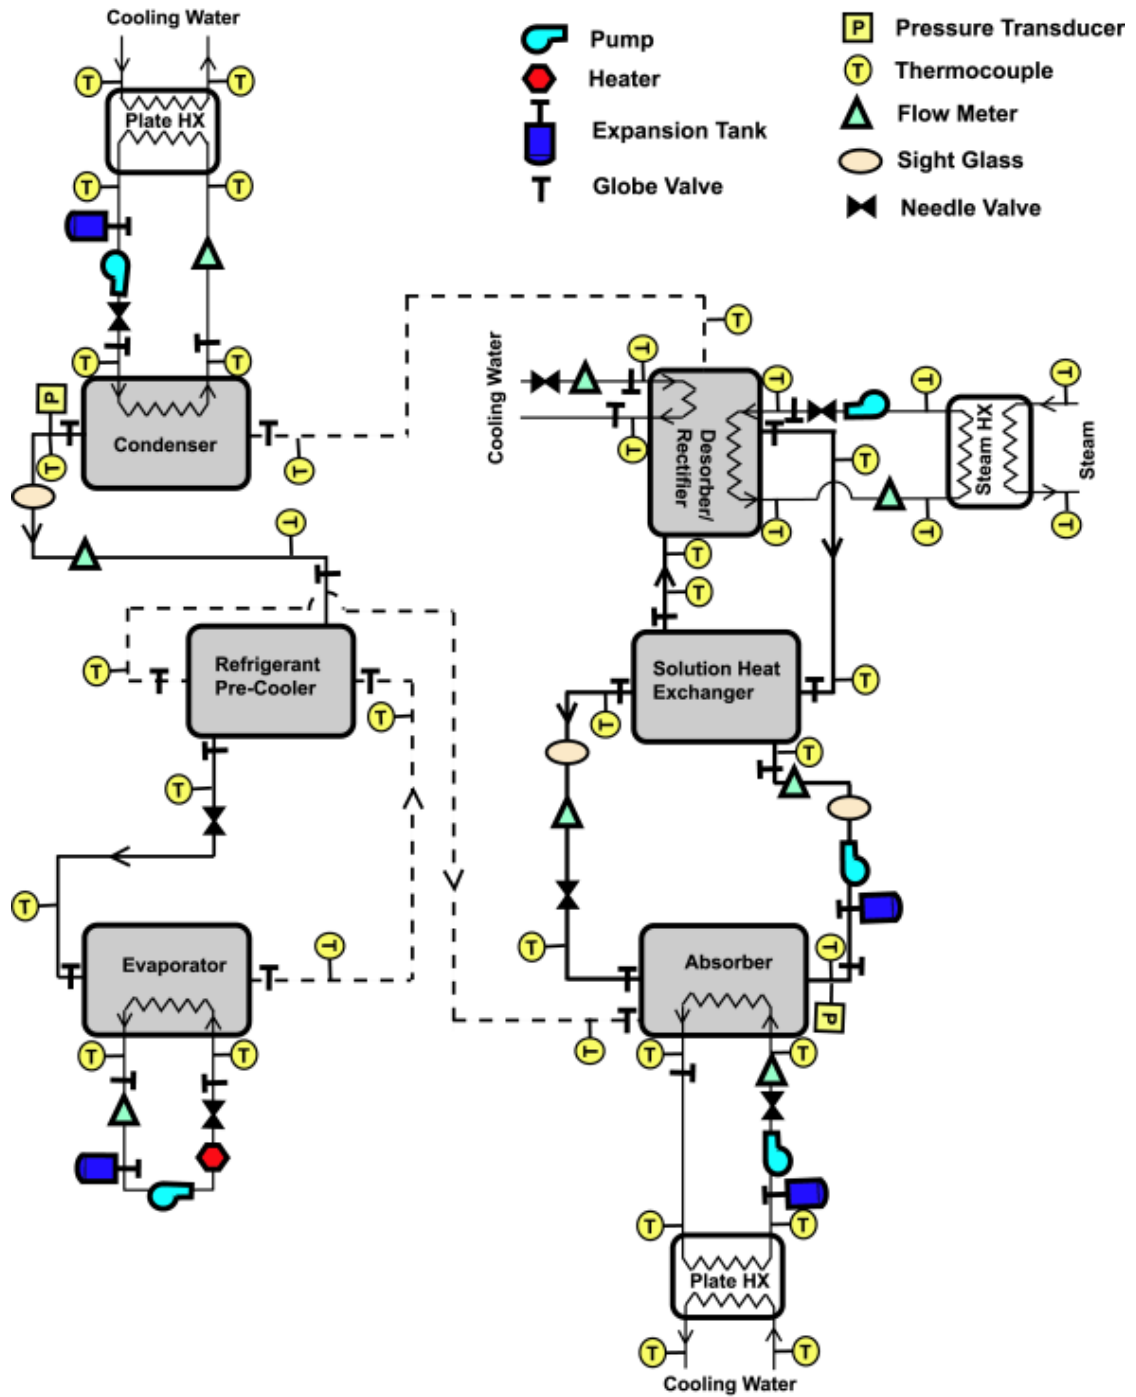 Cooling Water
Pump
Heater
Expansion Tank
Globe Valve
P Pressure Transducer
T Thermocouple
Flow Meter
Sight Glass
Needle Valve
T T
Plate HX
T T
T
T T
T
Cooling Water
T T T T
P
Condenser
T T
T
Desorber/
Rectifier
Steam HX
Steam
T
T T T
T
T
T
T
Refrigerant
Pre-Cooler
Solution Heat
Exchanger
T
T
T
T
T
T
T
T
T T
Evaporator
Absorber
P
T T
T
T T
T T
Plate HX
T T
Cooling Water